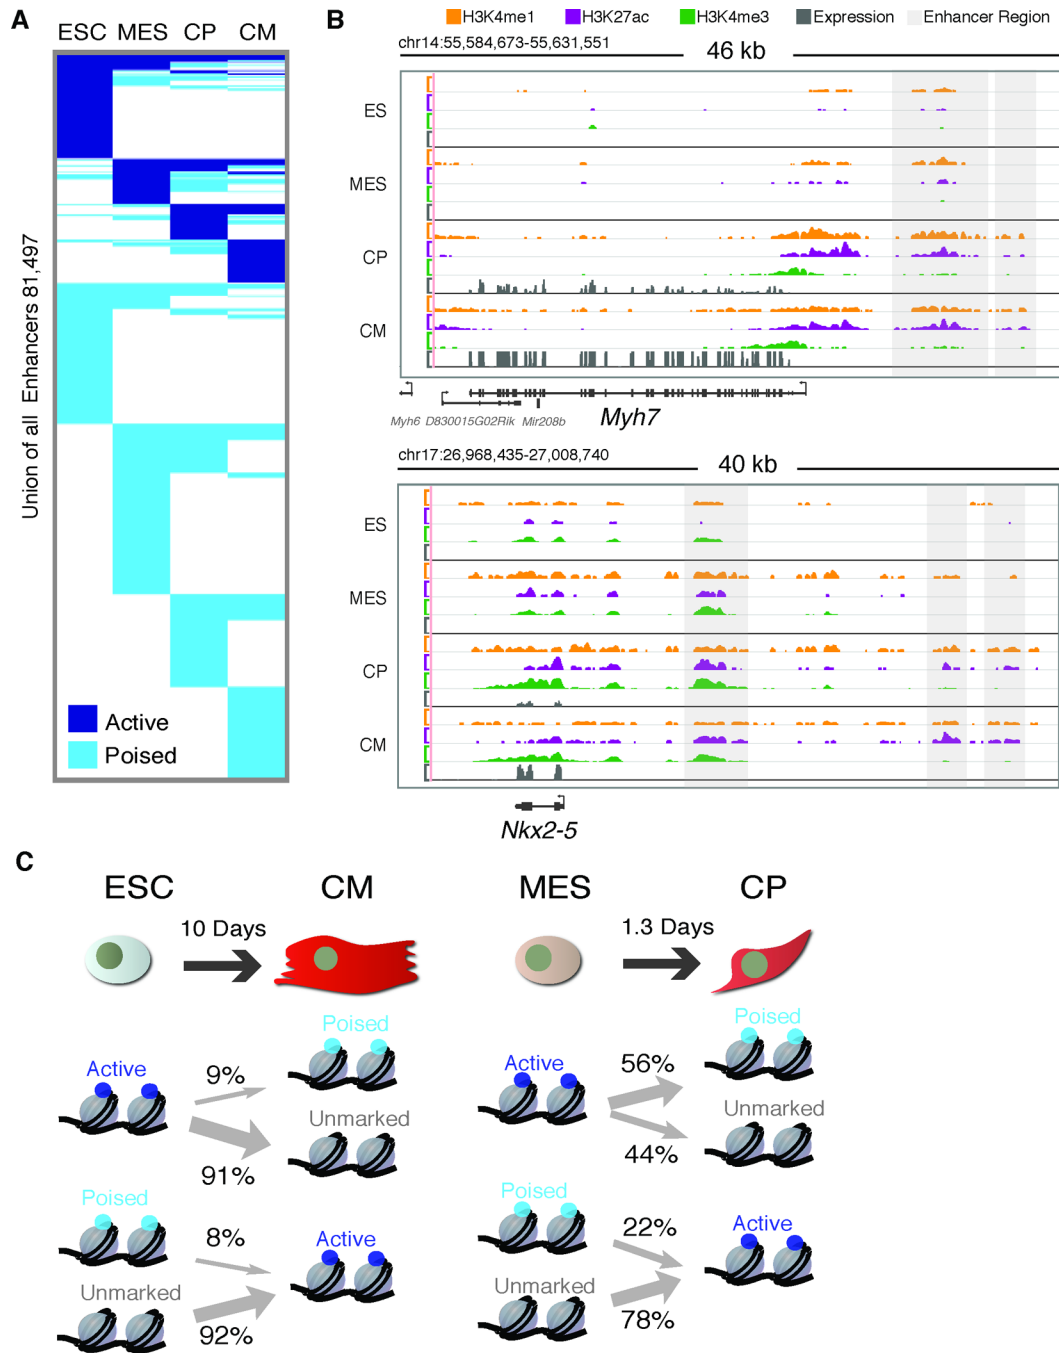 A
ESC MES CP CM
Union of all Enhancers 81,497
Active
Poised
B
H3K4me1 H3K27ac H3K4me3 Expression Enhancer Region
chr14:55,584,673-55,631,551
46 kb
ES
MES
CP
CM
Myh6 D830015G02Rik Mir208b Myh7
chr17:26,968,435-27,008,740
40 kb
ES
MES
CP
CM
Nkx2-5
C
ESC CM MES CP
10 Days 1.3 Days
Poised Poised
Active 9% Active 56%
Unmarked Unmarked
91% 44%
Poised Poised
8% 22%
Active Active
Unmarked Unmarked
92% 78%